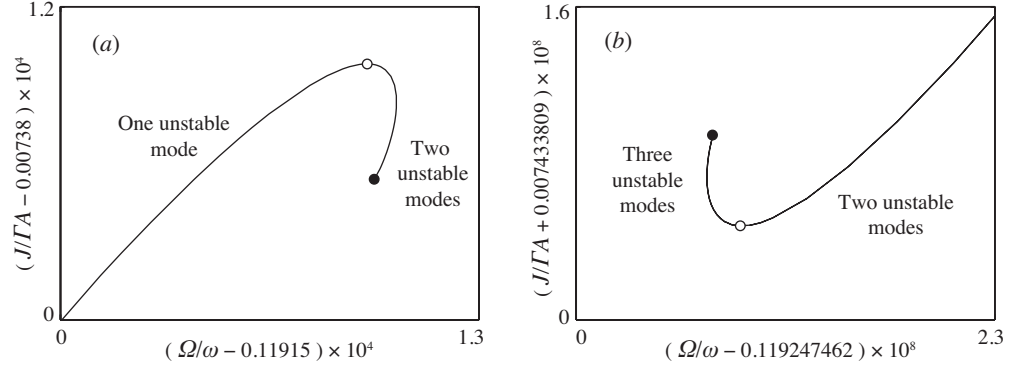 1.2
(a)
( J/ΓA – 0.00738 ) × 10⁴
One unstable
mode
Two
unstable
modes
0
0
1.3
( Ω/ω – 0.11915 ) × 10⁴
1.6
(b)
( J/ΓA + 0.007433809 ) × 10⁸
Three
unstable
modes
Two unstable
modes
0
0
2.3
( Ω/ω – 0.119247462 ) × 10⁸